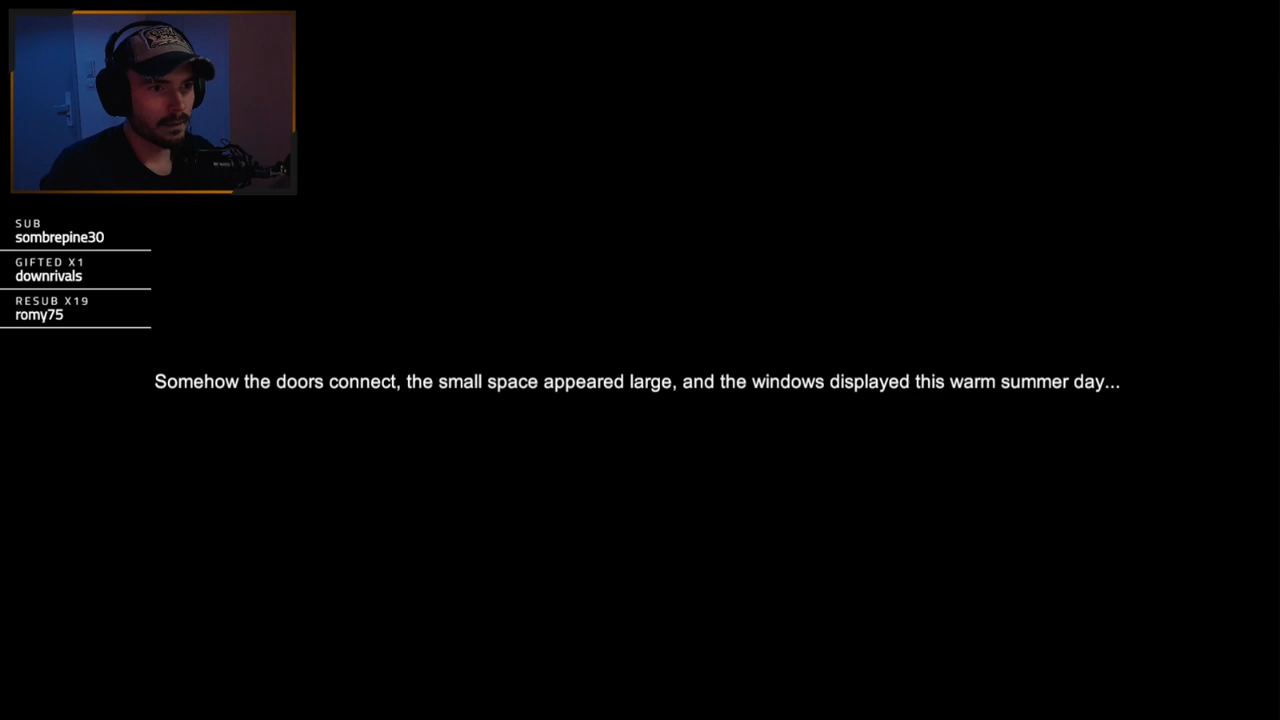 SUB
sombrepine30
GIFTED X1
downrivals
RESUB X19
romy75
Somehow the doors connect, the small space appeared large, and the windows displayed this warm summer day...